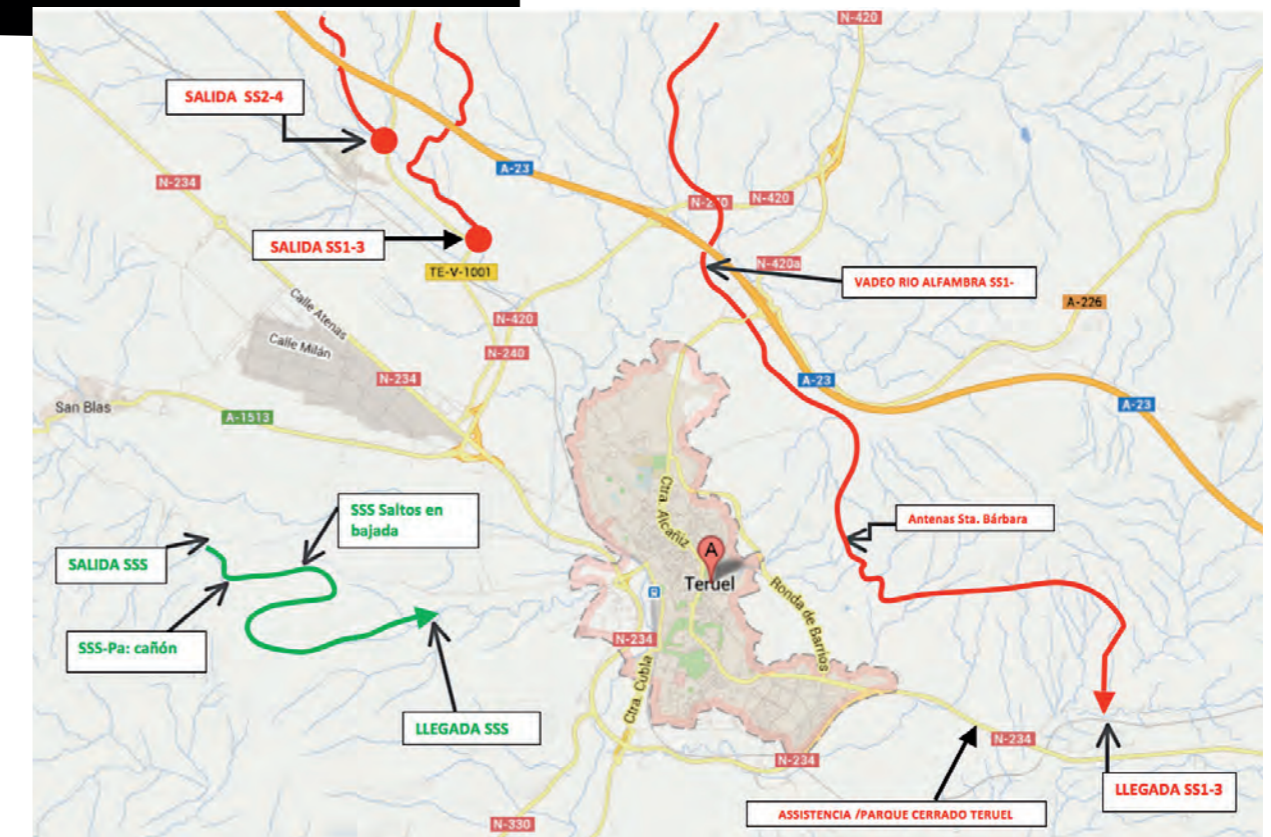 N-420
SALIDA SS2-4
A-23
N-234
N-420
SALIDA SS1-3
TE-V-1001
N-420a
VADEO RIO ALFAMBRA SS1-
A-226
Calle Atenas
Calle Milán
N-420
N-240
N-234
A-23
A-23
San Blas
A-1513
Ctra. Alcañiz
SSS Saltos en
bajada
Antenas Sta. Bárbara
SALIDA SSS
A
Teruel
Ronda de Barrios
SSS-Pa: cañón
N-234
Ctra. Cubla
LLEGADA SSS
N-234
N-234
LLEGADA SS1-3
ASSISTENCIA /PARQUE CERRADO TERUEL
N-330